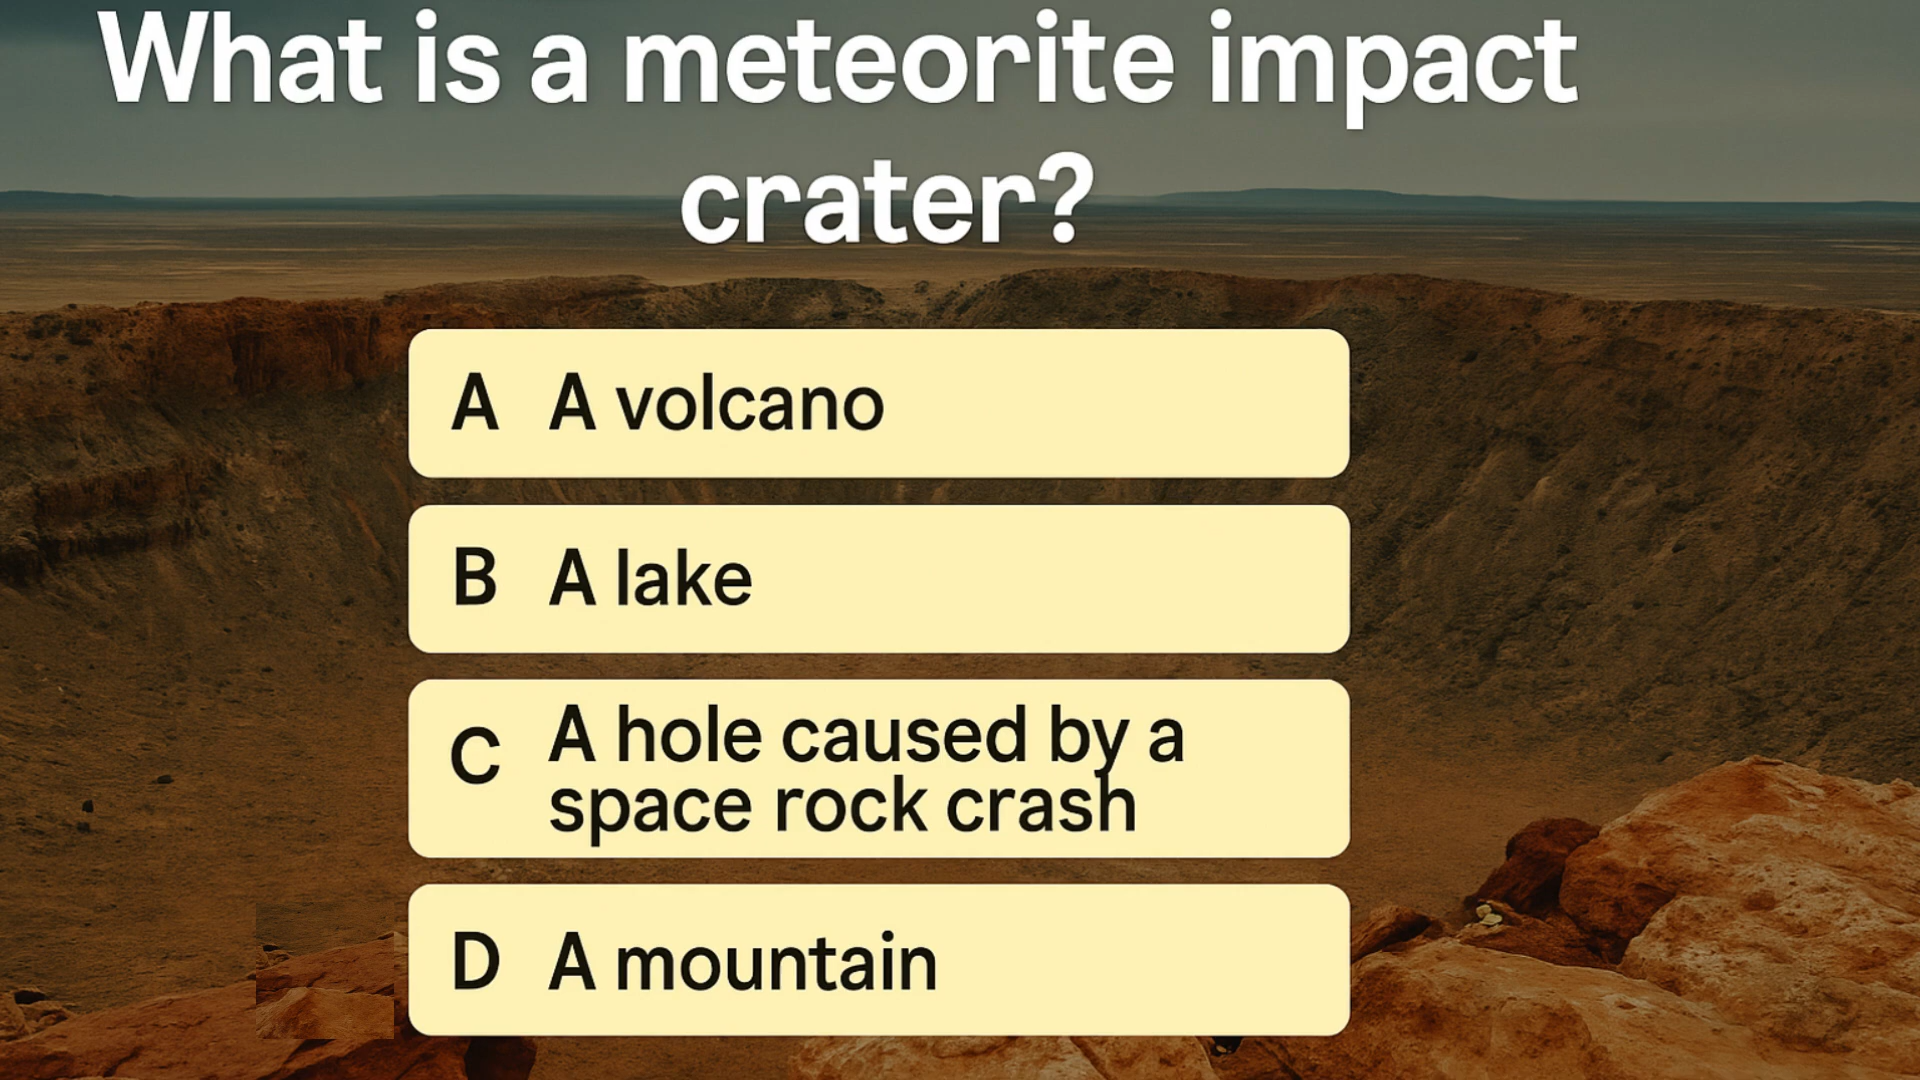 What is a meteorite impact
crater?
A A volcano
B A lake
C A hole caused by a
space rock crash
D A mountain